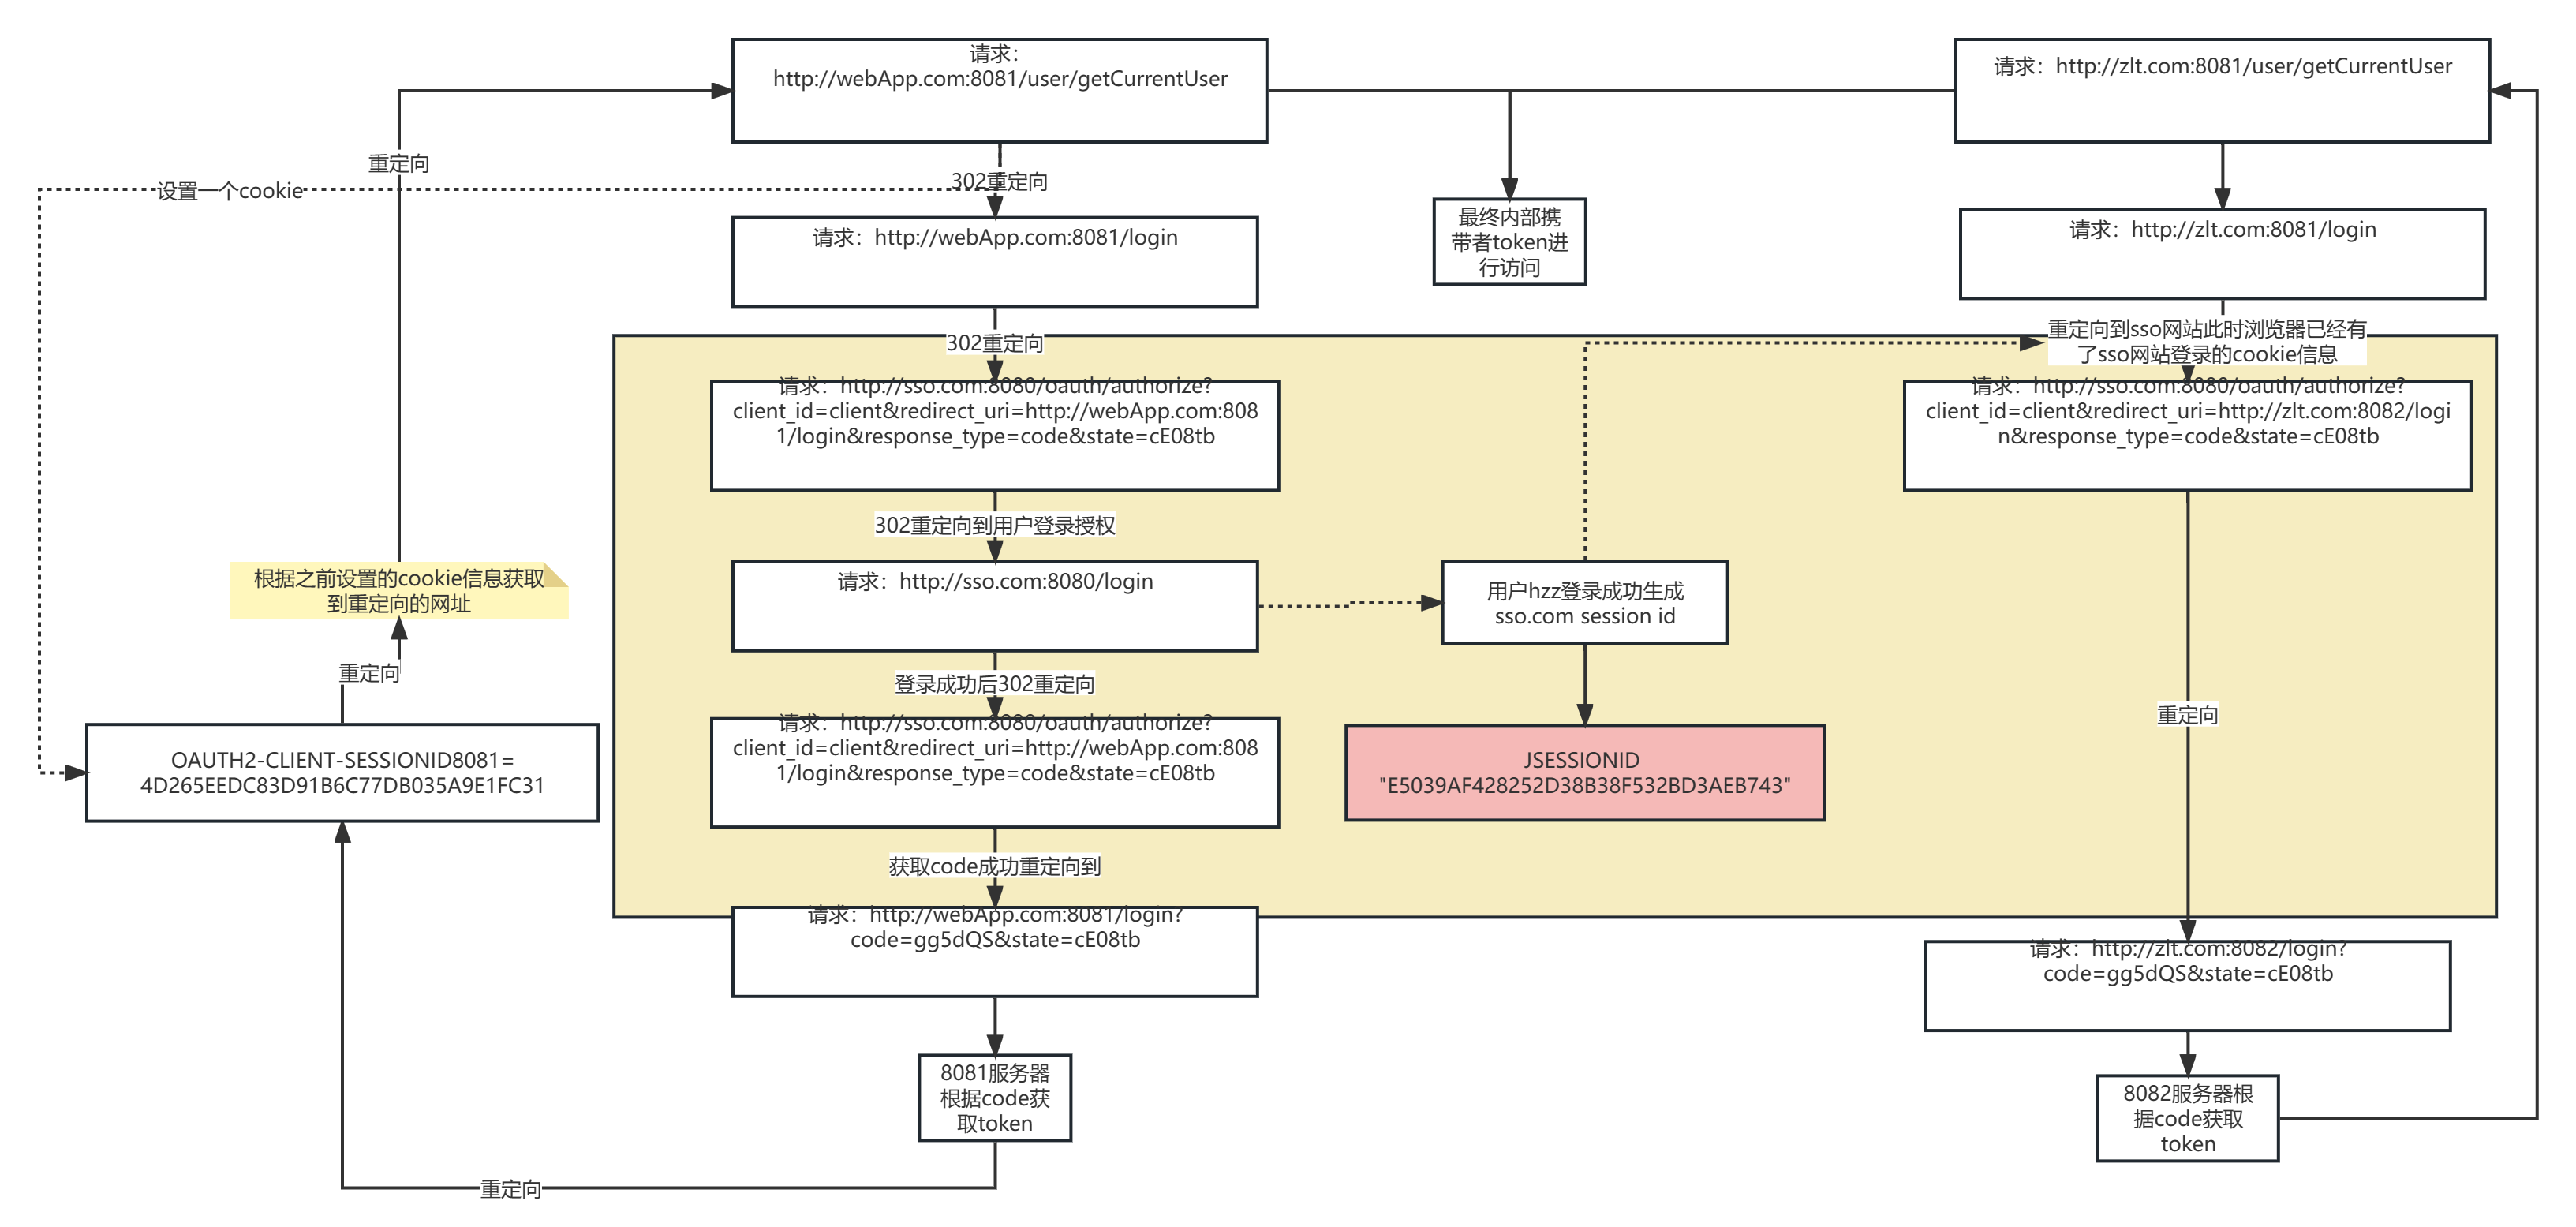 请求：
http://webApp.com:8081/user/getCurrentUser
请求：http://zlt.com:8081/user/getCurrentUser
重定向
设置一个cookie
302重定向
最终内部携
带者token进
行访问
请求：http://webApp.com:8081/login
请求：http://zlt.com:8081/login
302重定向
重定向到sso网站此时浏览器已经有
了sso网站登录的cookie信息
请求：http://sso.com:8080/oauth/authorize?
client_id=client&redirect_uri=http://webApp.com:808
1/login&response_type=code&state=cE08tb
请求：http://sso.com:8080/oauth/authorize?
client_id=client&redirect_uri=http://zlt.com:8082/logi
n&response_type=code&state=cE08tb
302重定向到用户登录授权
根据之前设置的cookie信息获取
到重定向的网址
请求：http://sso.com:8080/login
用户hzz登录成功生成
sso.com session id
重定向
登录成功后302重定向
重定向
OAUTH2-CLIENT-SESSIONID8081=
4D265EEDC83D91B6C77DB035A9E1FC31
请求：http://sso.com:8080/oauth/authorize?
client_id=client&redirect_uri=http://webApp.com:808
1/login&response_type=code&state=cE08tb
JSESSIONID
"E5039AF428252D38B38F532BD3AEB743"
获取code成功重定向到
请求：http://webApp.com:8081/login?
code=gg5dQS&state=cE08tb
请求：http://zlt.com:8082/login?
code=gg5dQS&state=cE08tb
8081服务器
根据code获
取token
8082服务器根
据code获取
token
重定向